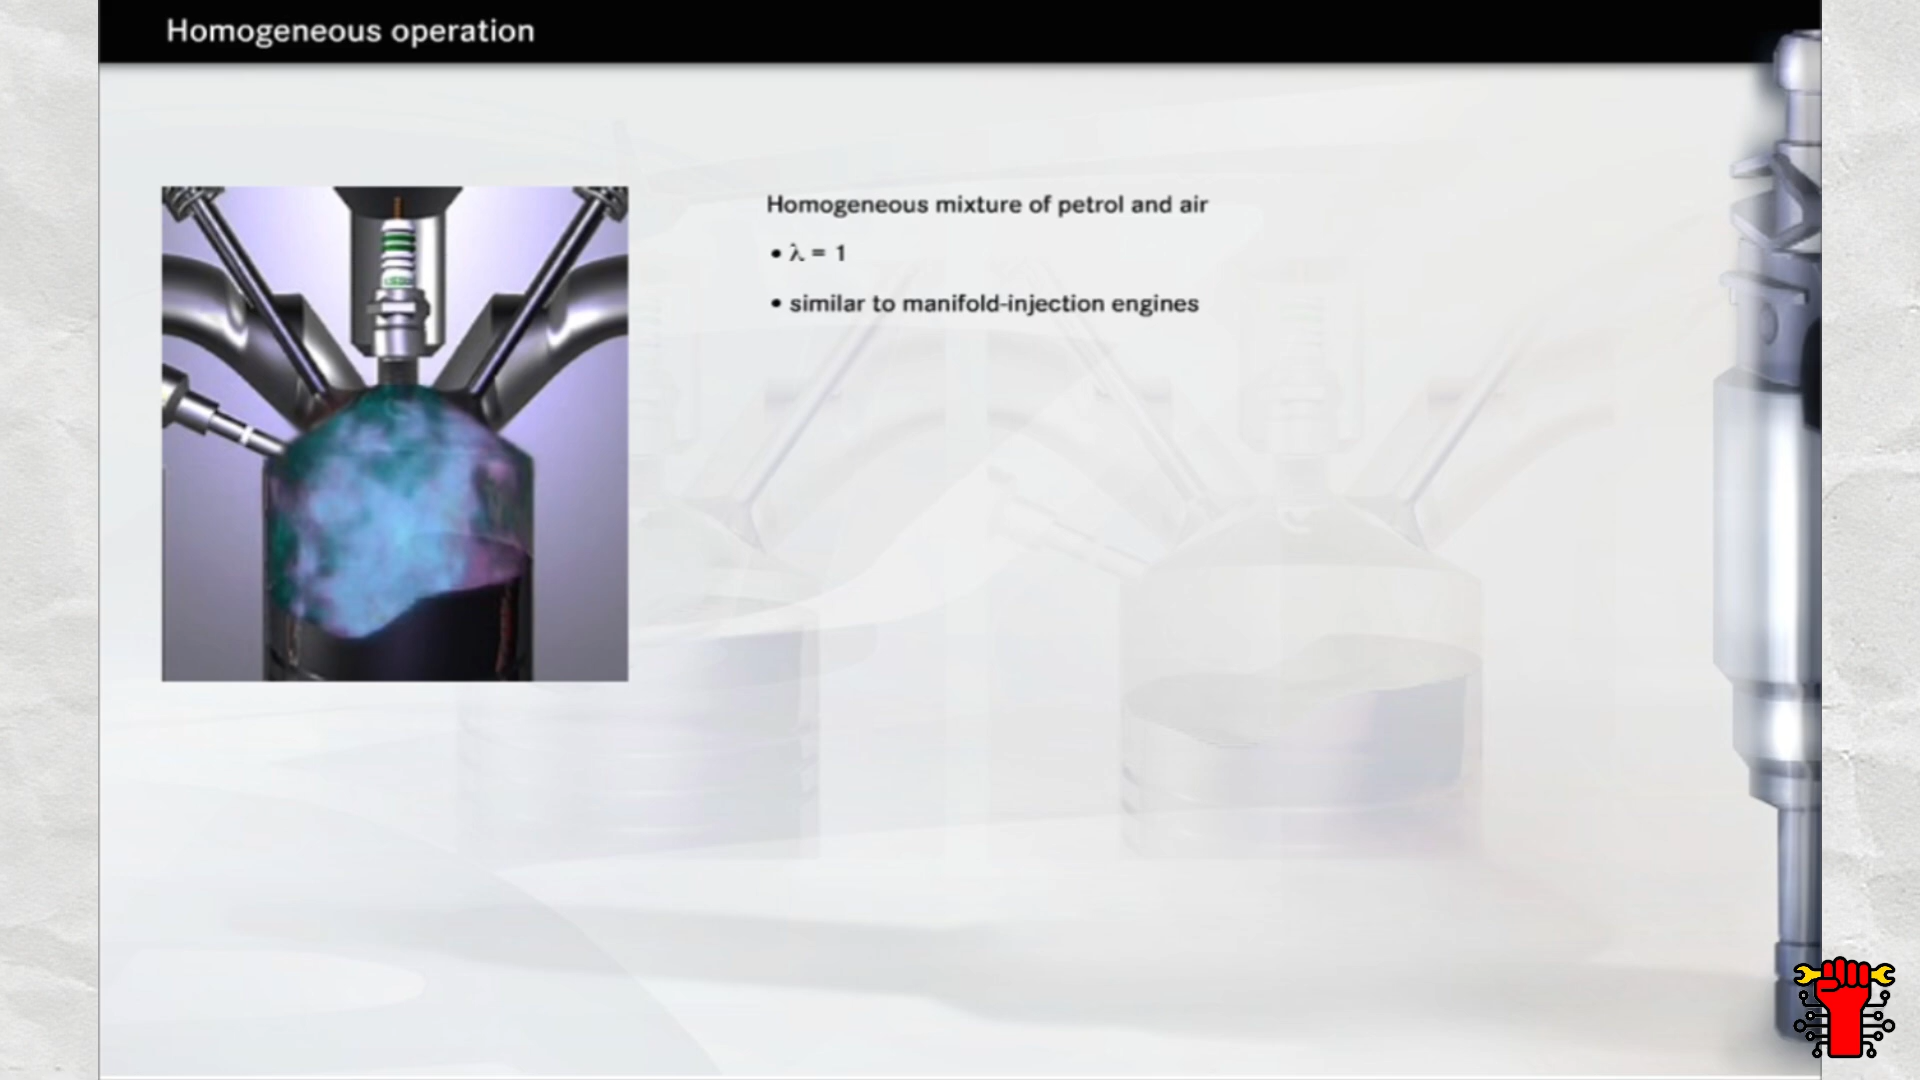 Homogeneous operation
Homogeneous mixture of petrol and air
• λ = 1
• similar to manifold-injection engines